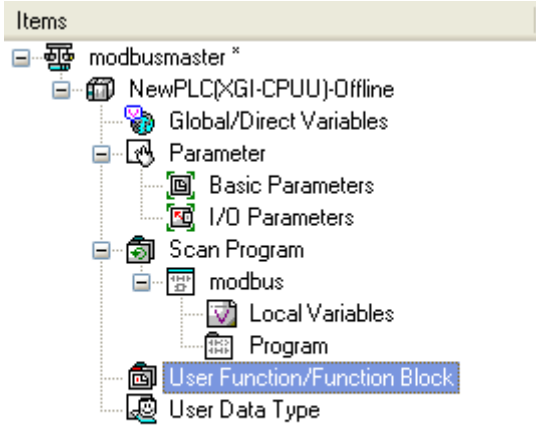 Items
modbusmaster *
NewPLC(XGI-CPUU)-Offline
Global/Direct Variables
Parameter
Basic Parameters
I/O Parameters
Scan Program
modbus
Local Variables
Program
User Function/Function Block
User Data Type